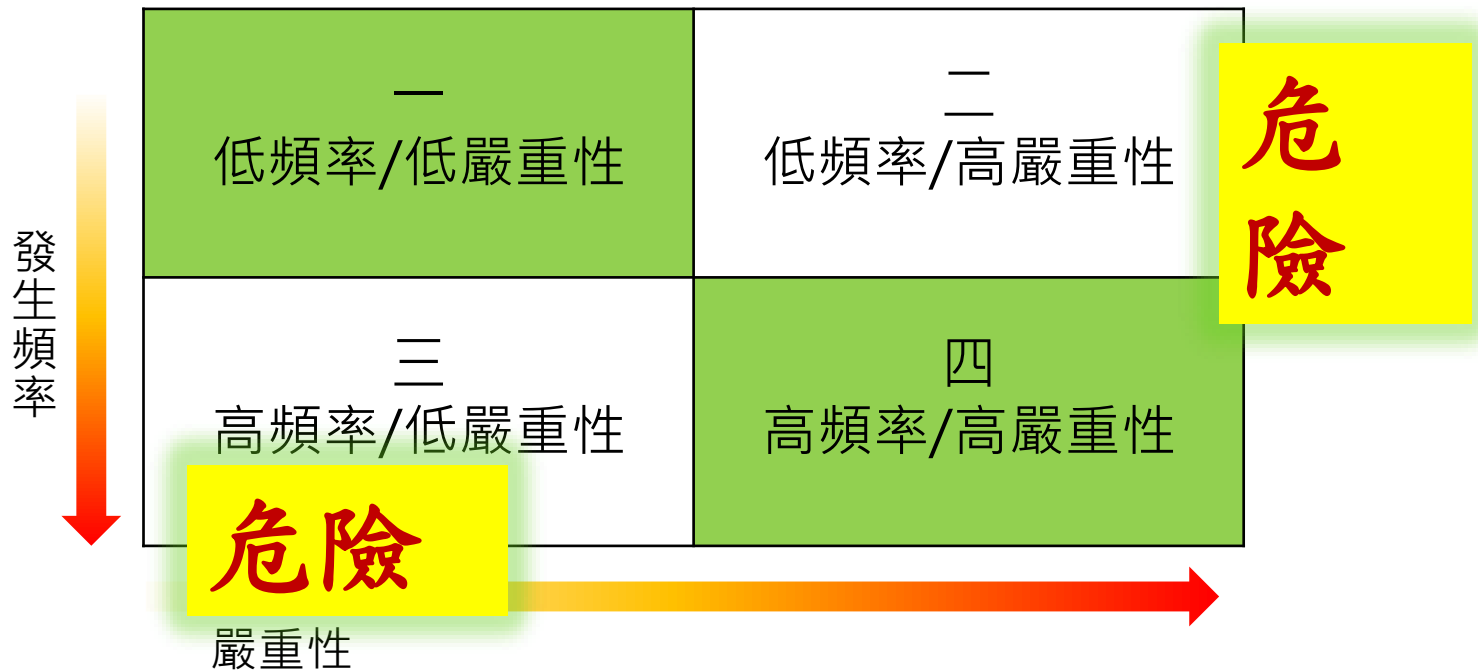 一
低頻率/低嚴重性
二
低頻率/高嚴重性
危
險
發生頻率
三
高頻率/低嚴重性
四
高頻率/高嚴重性
危險
嚴重性